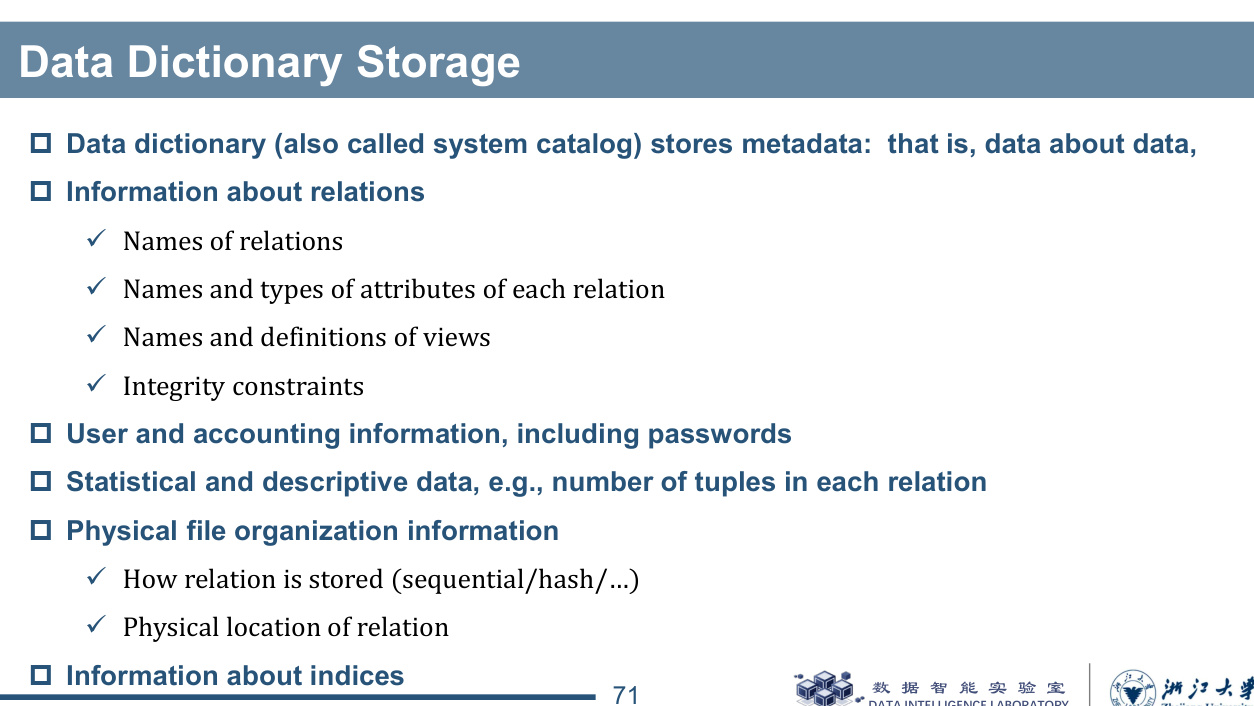 Data Dictionary Storage
Data dictionary (also called system catalog) stores metadata:  that is, data about data,
Information about relations
Names of relations
Names and types of attributes of each relation
Names and definitions of views
Integrity constraints
User and accounting information, including passwords
Statistical and descriptive data, e.g., number of tuples in each relation
Physical file organization information
How relation is stored (sequential/hash/…)
Physical location of relation
Information about indices
71
数据智能实验室
DATA INTELLIGENCE LABORATORY
浙江大学